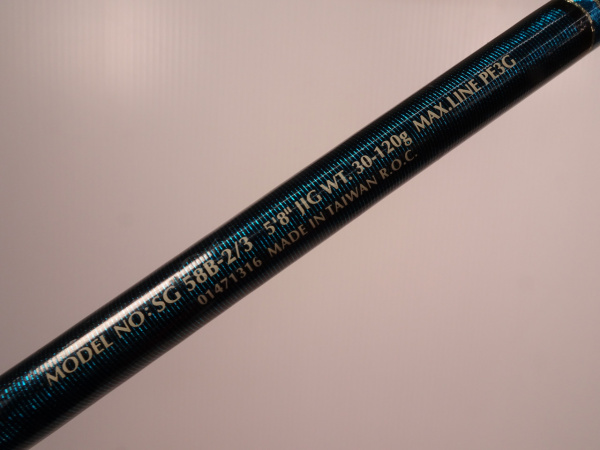 MODEL NO: SG 58B-2/3 5'8" JIG WT. 30-120g MAX.LINE PE3G
01471316 MADE IN TAIWAN R.O.C.